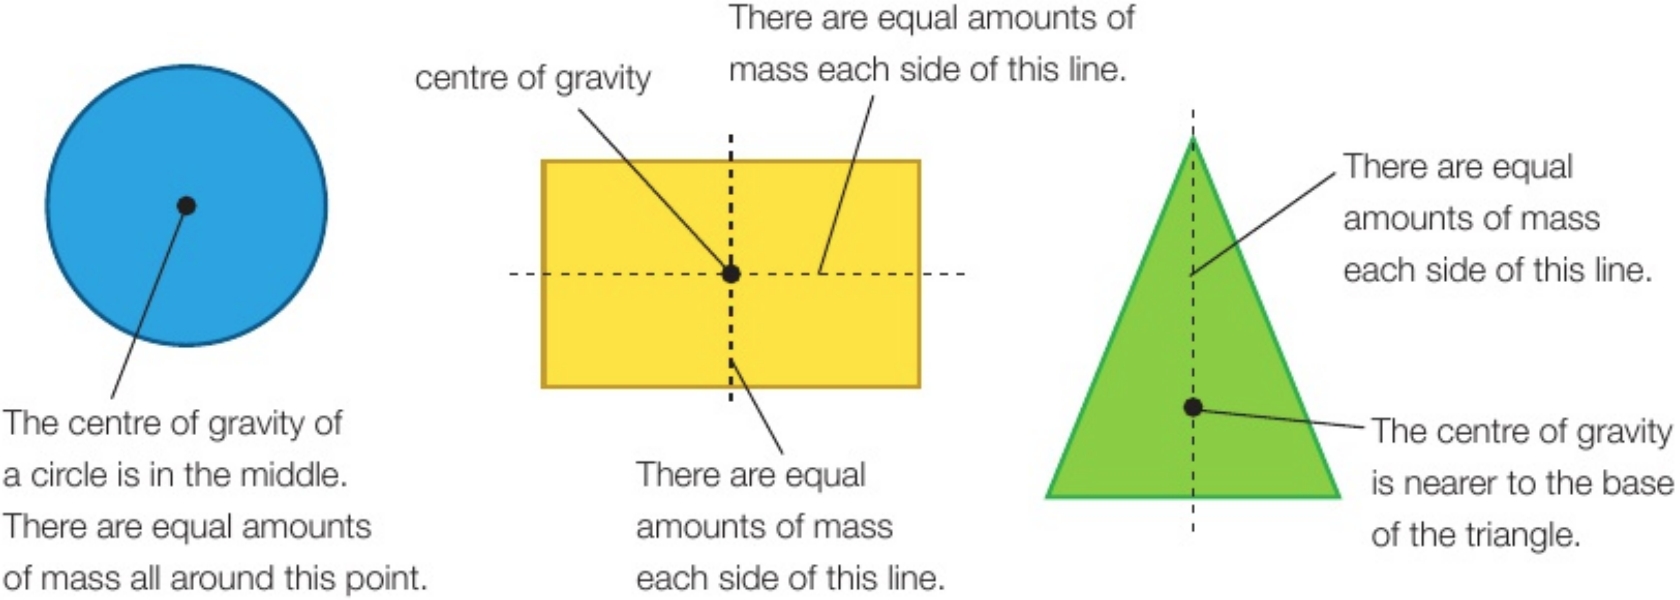 The centre of gravity of
a circle is in the middle.
There are equal amounts
of mass all around this point.
centre of gravity
There are equal amounts of
mass each side of this line.
There are equal
amounts of mass
each side of this line.
There are equal
amounts of mass
each side of this line.
The centre of gravity
is nearer to the base
of the triangle.